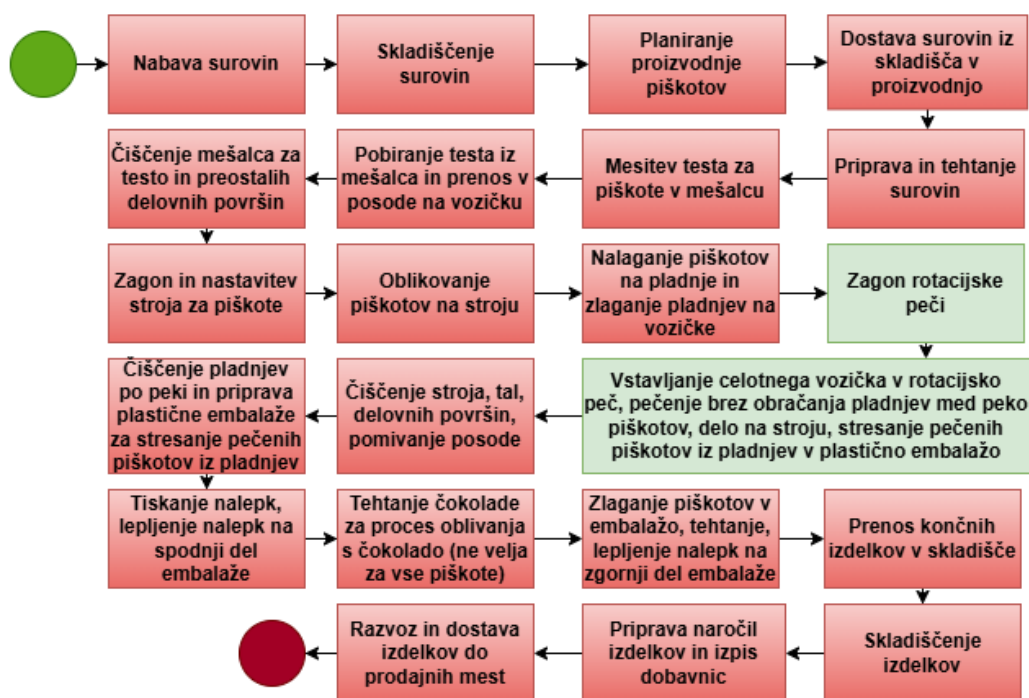 Nabava surovin
Skladiščenje
surovin
Planiranje
proizvodnje
piškotov
Dostava surovin iz
skladišča v
proizvodnjo
Priprava in tehtanje
surovin
Mesitev testa za
piškote v mešalcu
Pobiranje testa iz
mešalca in prenos v
posode na vozičku
Čiščenje mešalca za
testo in preostalih
delovnih površin
Zagon in nastavitev
stroja za piškote
Oblikovanje
piškotov na stroju
Nalaganje piškotov
na pladnje in
zlaganje pladnjev na
vozičke
Zagon rotacijske
peči
Vstavljanje celotnega vozička v rotacijsko
peč, pečenje brez obračanja pladnjev med peko
piškotov, delo na stroju, stresanje pečenih
piškotov iz pladnjev v plastično embalažo
Čiščenje stroja, tal,
delovnih površin,
pomivanje posode
Čiščenje pladnjev
po peki in priprava
plastične embalaže
za stresanje pečenih
piškotov iz pladnjev
Tiskanje nalepk,
lepljenje nalepk na
spodnji del
embalaže
Tehtanje čokolade
za proces oblivanja
s čokolado (ne velja
za vse piškote)
Zlaganje piškotov v
embalažo, tehtanje,
lepljenje nalepk na
zgornji del embalaže
Prenos končnih
izdelkov v skladišče
Skladiščenje
izdelkov
Priprava naročil
izdelkov in izpis
dobavnic
Razvoz in dostava
izdelkov do
prodajnih mest